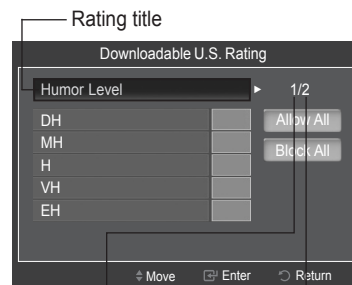 Rating title
Downloadable U.S. Rating
Humor Level ► 1/2
DH
Allow All
MH
Block All
H
VH
EH
Move Enter Return